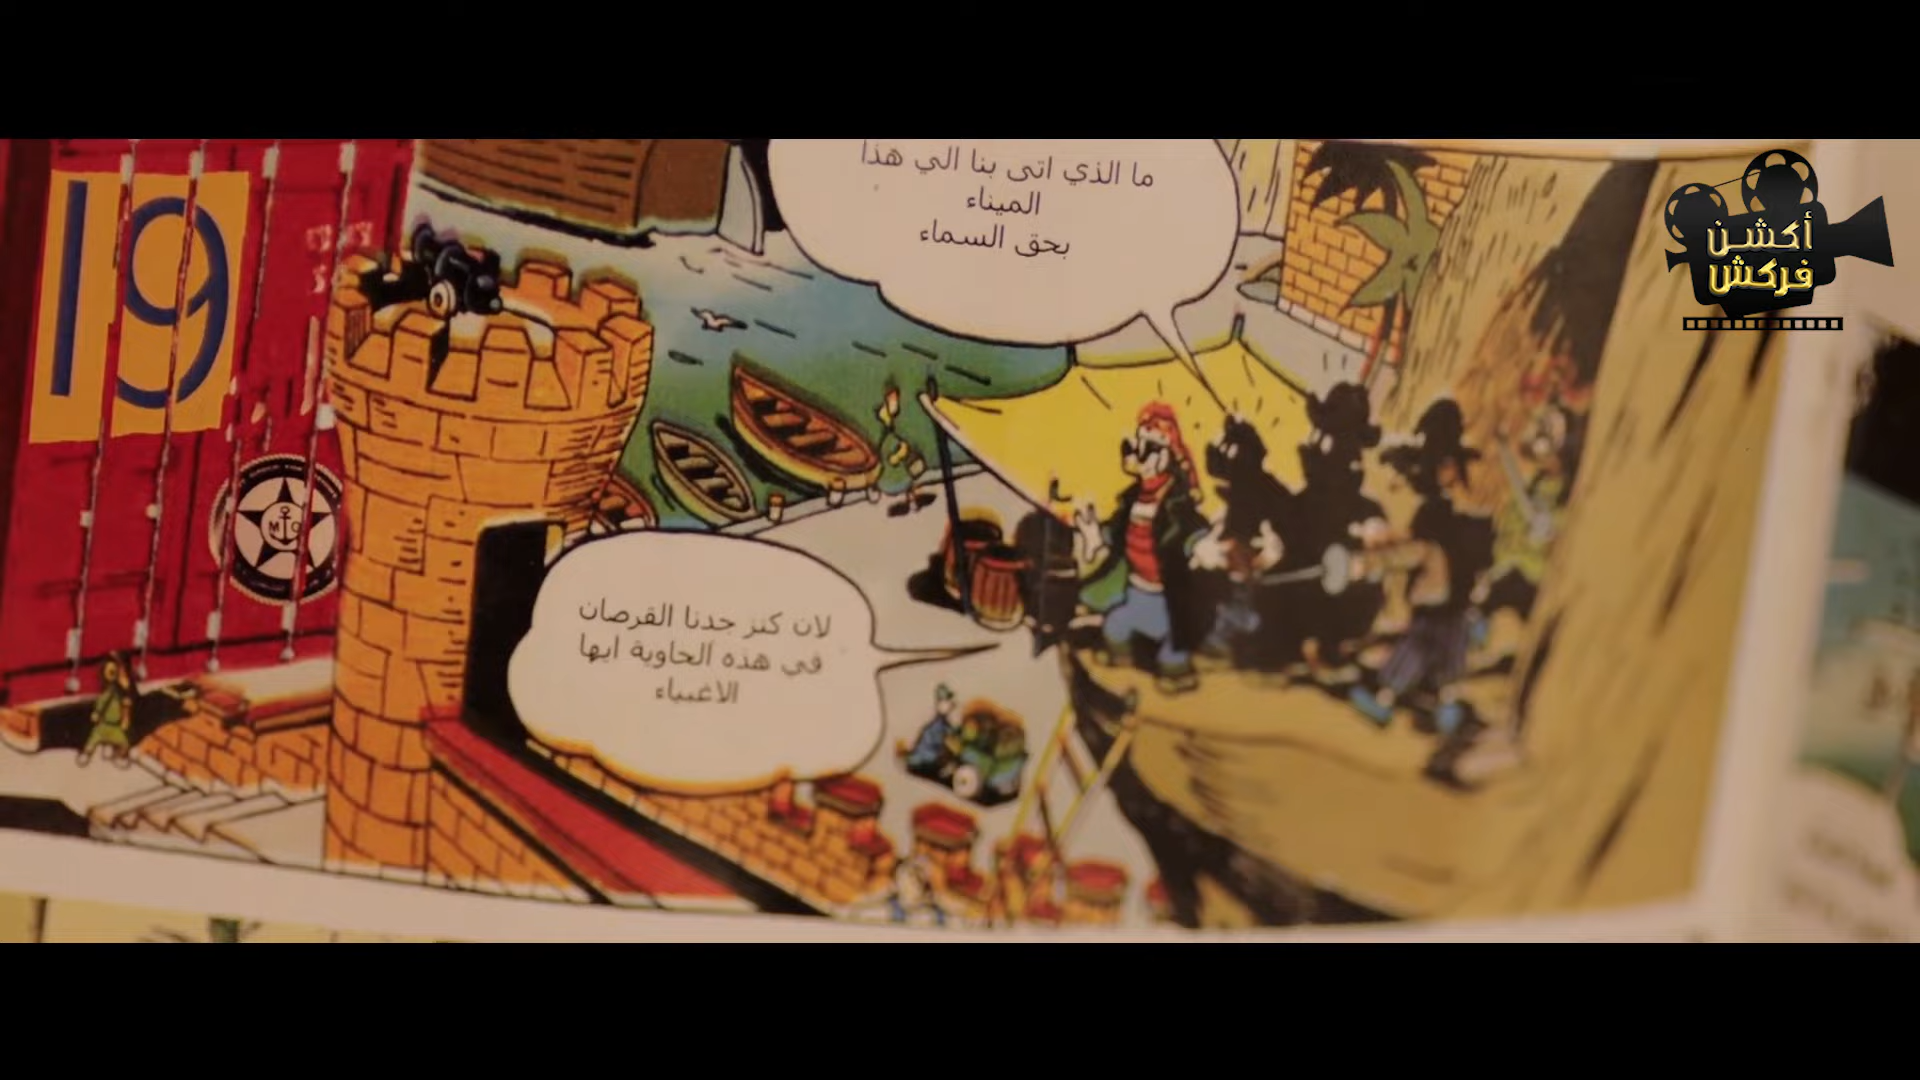 ما الذي اتى بنا الي هذا
الميناء
بحق السماء
أكشن
فركش
19
M O
لان كنز جدنا القرصان
في هذه الحاوية ايها
الاغبياء